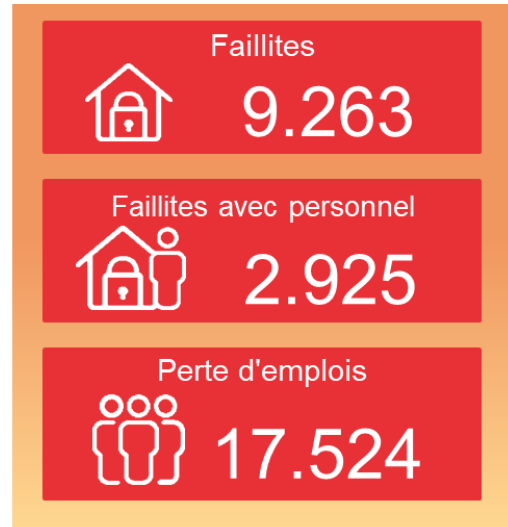 Faillites
9.263
Faillites avec personnel
2.925
Perte d'emplois
17.524